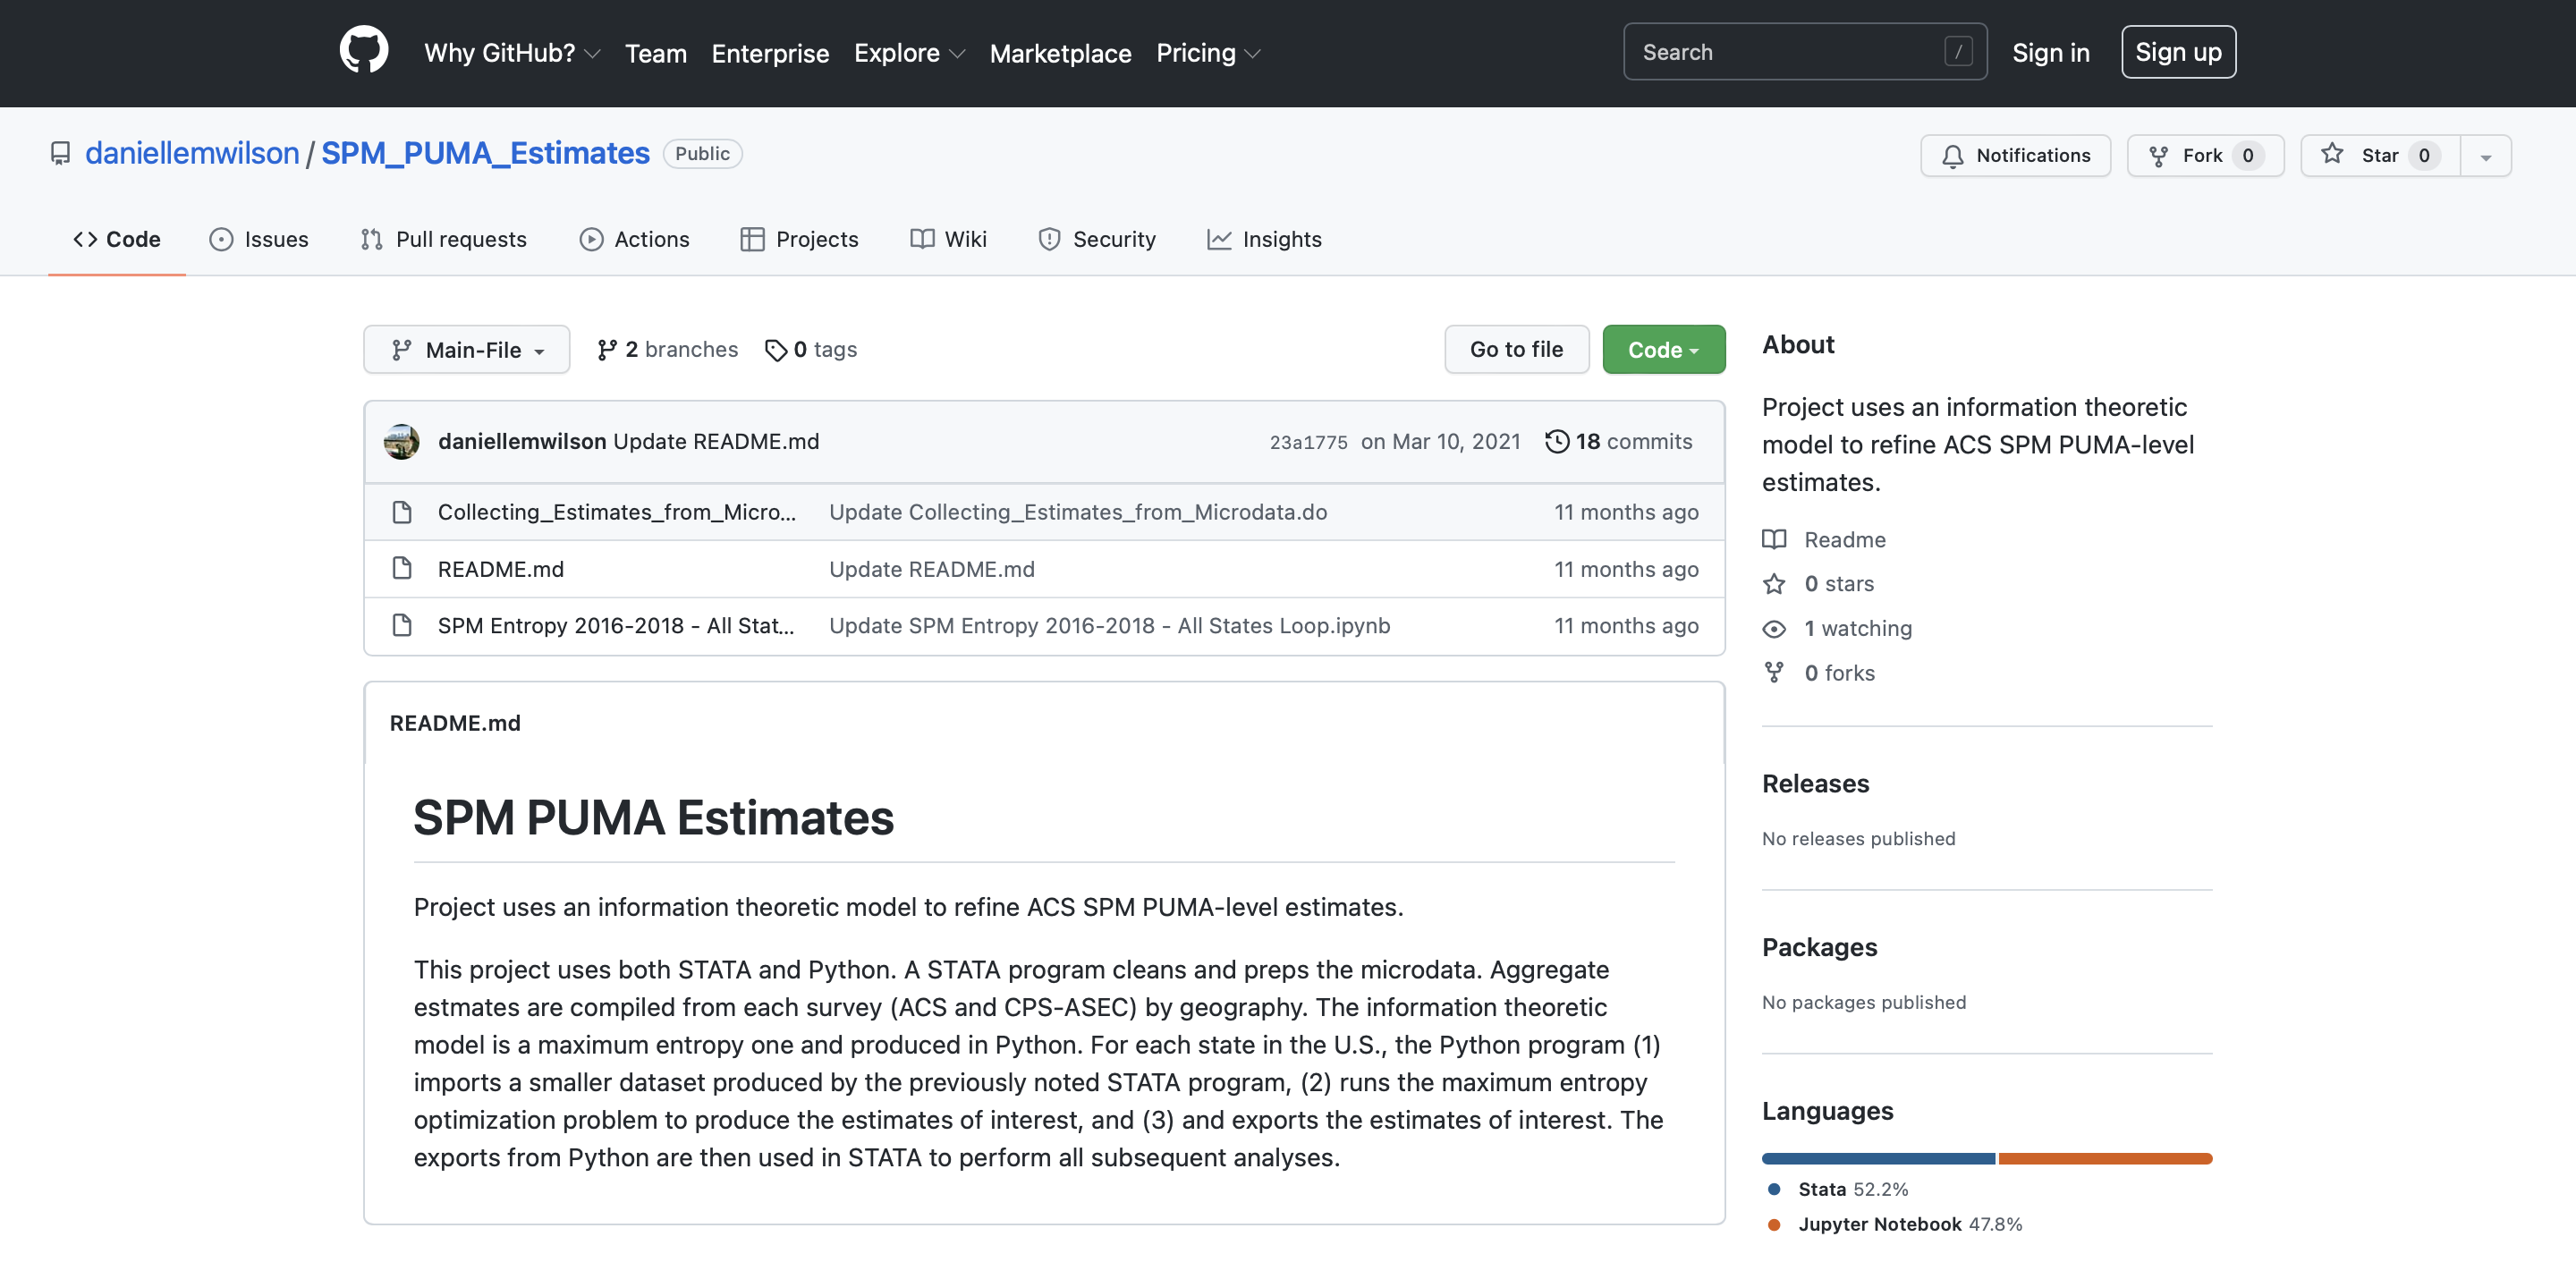 Why GitHub? Team Enterprise Explore Marketplace Pricing Search / Sign in Sign up
daniellemwilson / SPM_PUMA_Estimates Public Notifications Fork 0 Star 0
Code Issues Pull requests Actions Projects Wiki Security Insights
Main-File 2 branches 0 tags Go to file Code
daniellemwilson Update README.md 23a1775 on Mar 10, 2021 18 commits
Collecting_Estimates_from_Micro... Update Collecting_Estimates_from_Microdata.do 11 months ago
README.md Update README.md 11 months ago
SPM Entropy 2016-2018 - All Stat... Update SPM Entropy 2016-2018 - All States Loop.ipynb 11 months ago
README.md
SPM PUMA Estimates
Project uses an information theoretic model to refine ACS SPM PUMA-level estimates.
This project uses both STATA and Python. A STATA program cleans and preps the microdata. Aggregate
estmates are compiled from each survey (ACS and CPS-ASEC) by geography. The information theoretic
model is a maximum entropy one and produced in Python. For each state in the U.S., the Python program (1)
imports a smaller dataset produced by the previously noted STATA program, (2) runs the maximum entropy
optimization problem to produce the estimates of interest, and (3) and exports the estimates of interest. The
exports from Python are then used in STATA to perform all subsequent analyses.
About
Project uses an information theoretic
model to refine ACS SPM PUMA-level
estimates.
Readme
0 stars
1 watching
0 forks
Releases
No releases published
Packages
No packages published
Languages
Stata 52.2%
Jupyter Notebook 47.8%